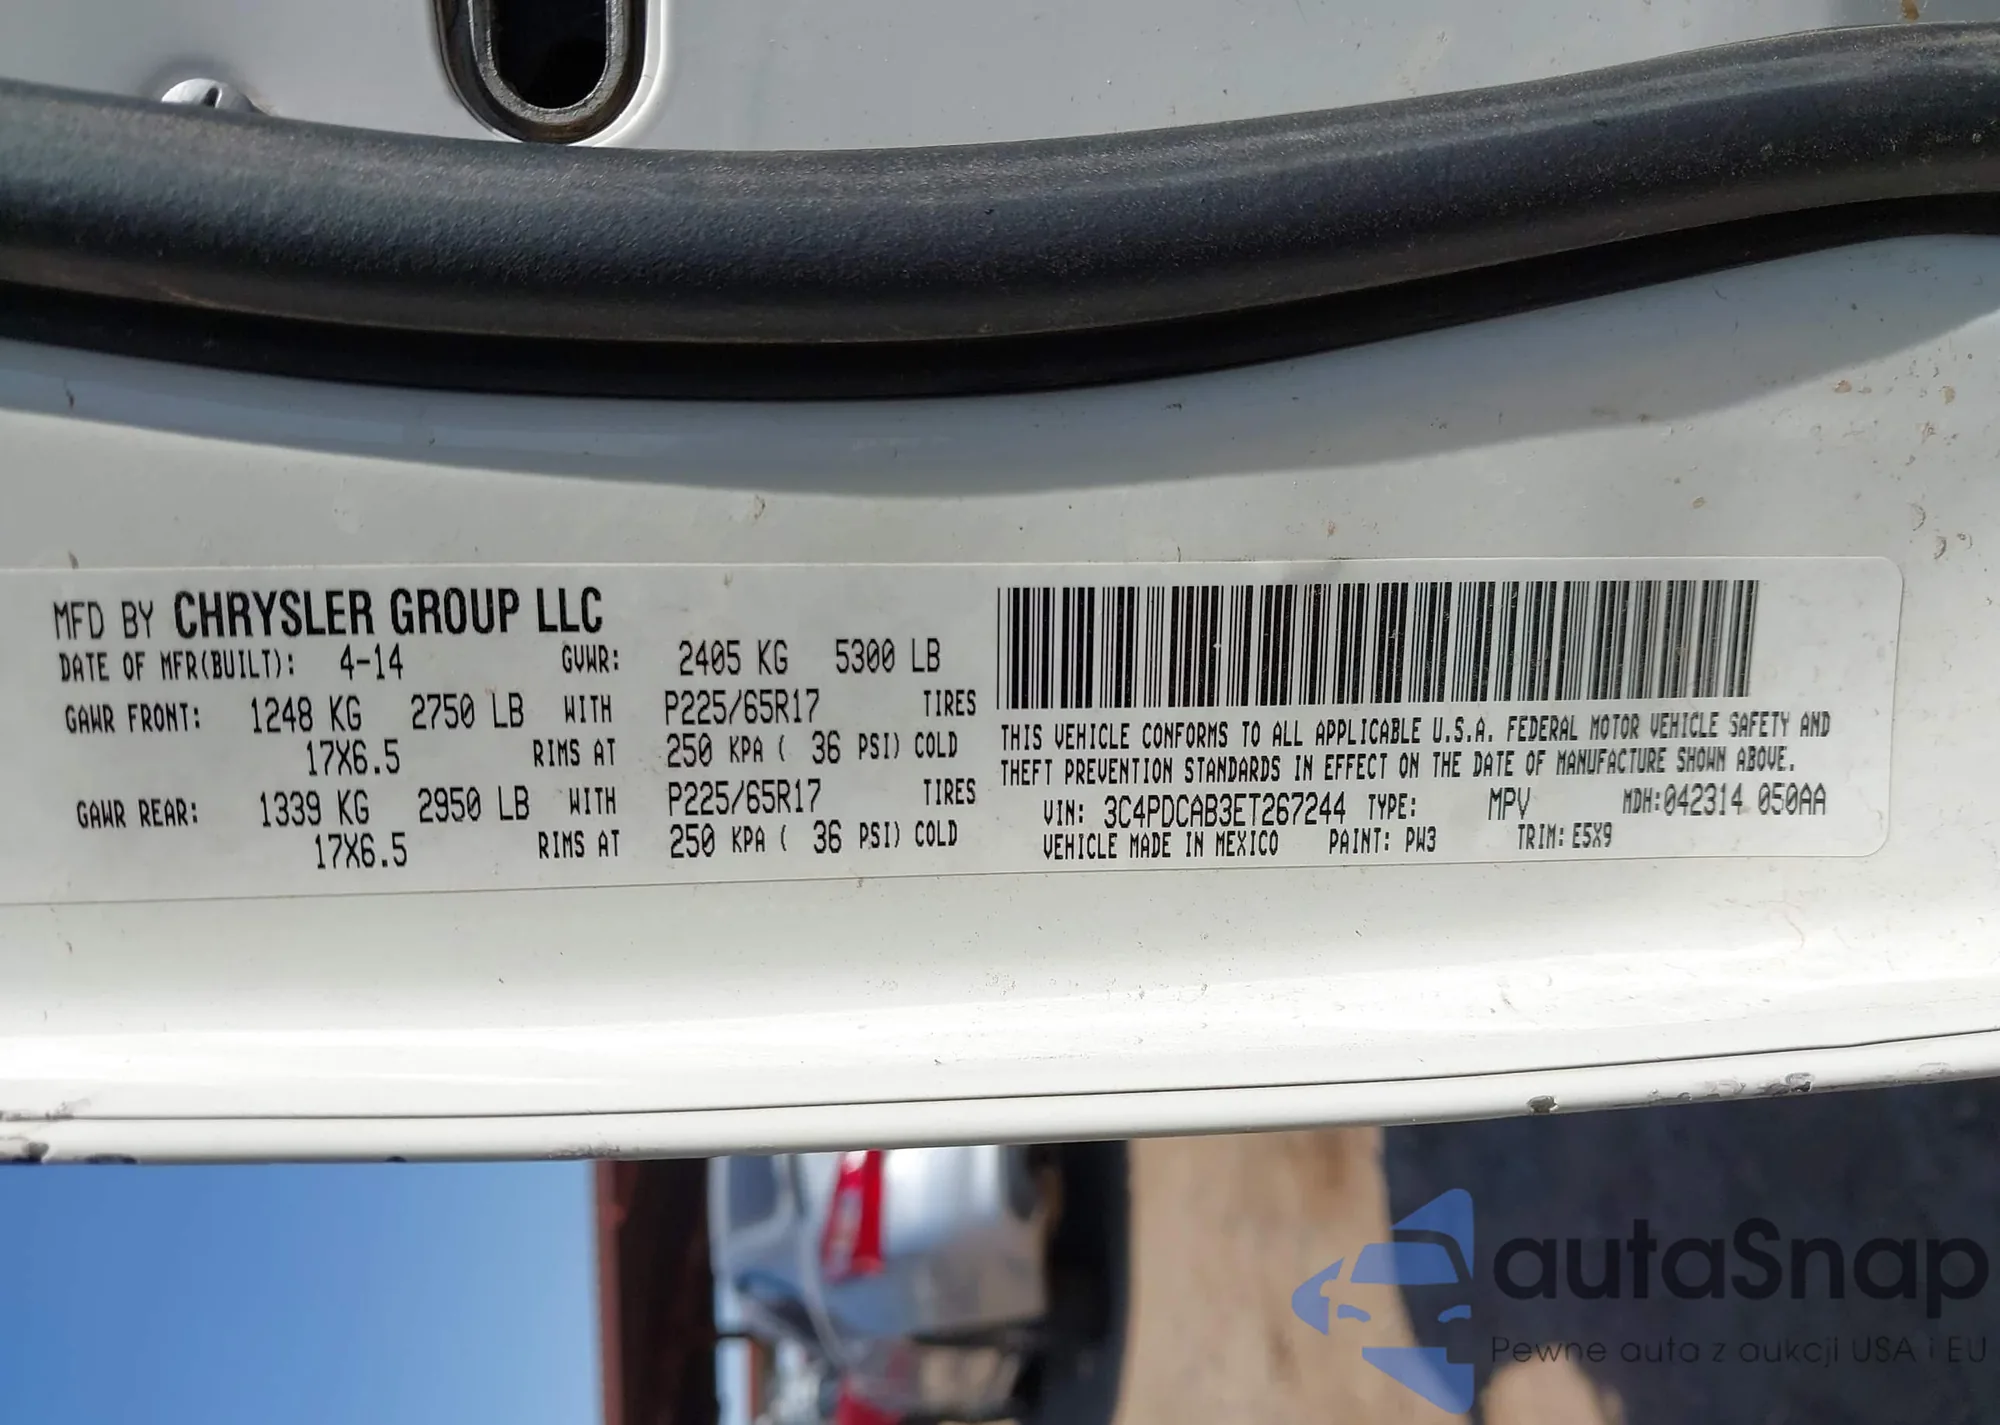 MFD BY CHRYSLER GROUP LLC
DATE OF MFR(BUILT): 4-14 GVWR: 2405 KG 5300 LB
GAWR FRONT: 1248 KG 2750 LB WITH P225/65R17 TIRES
17X6.5 RIMS AT 250 KPA ( 36 PSI) COLD
GAWR REAR: 1339 KG 2950 LB WITH P225/65R17 TIRES
17X6.5 RIMS AT 250 KPA ( 36 PSI) COLD
THIS VEHICLE CONFORMS TO ALL APPLICABLE U.S.A. FEDERAL MOTOR VEHICLE SAFETY AND
THEFT PREVENTION STANDARDS IN EFFECT ON THE DATE OF MANUFACTURE SHOWN ABOVE.
VIN: 3C4PDCAB3ET267244 TYPE: MPV MDH:042314 050AA
VEHICLE MADE IN MEXICO PAINT: PW3 TRIM: E5X9
autaSnap
Pewne auta z aukcji USA i EU